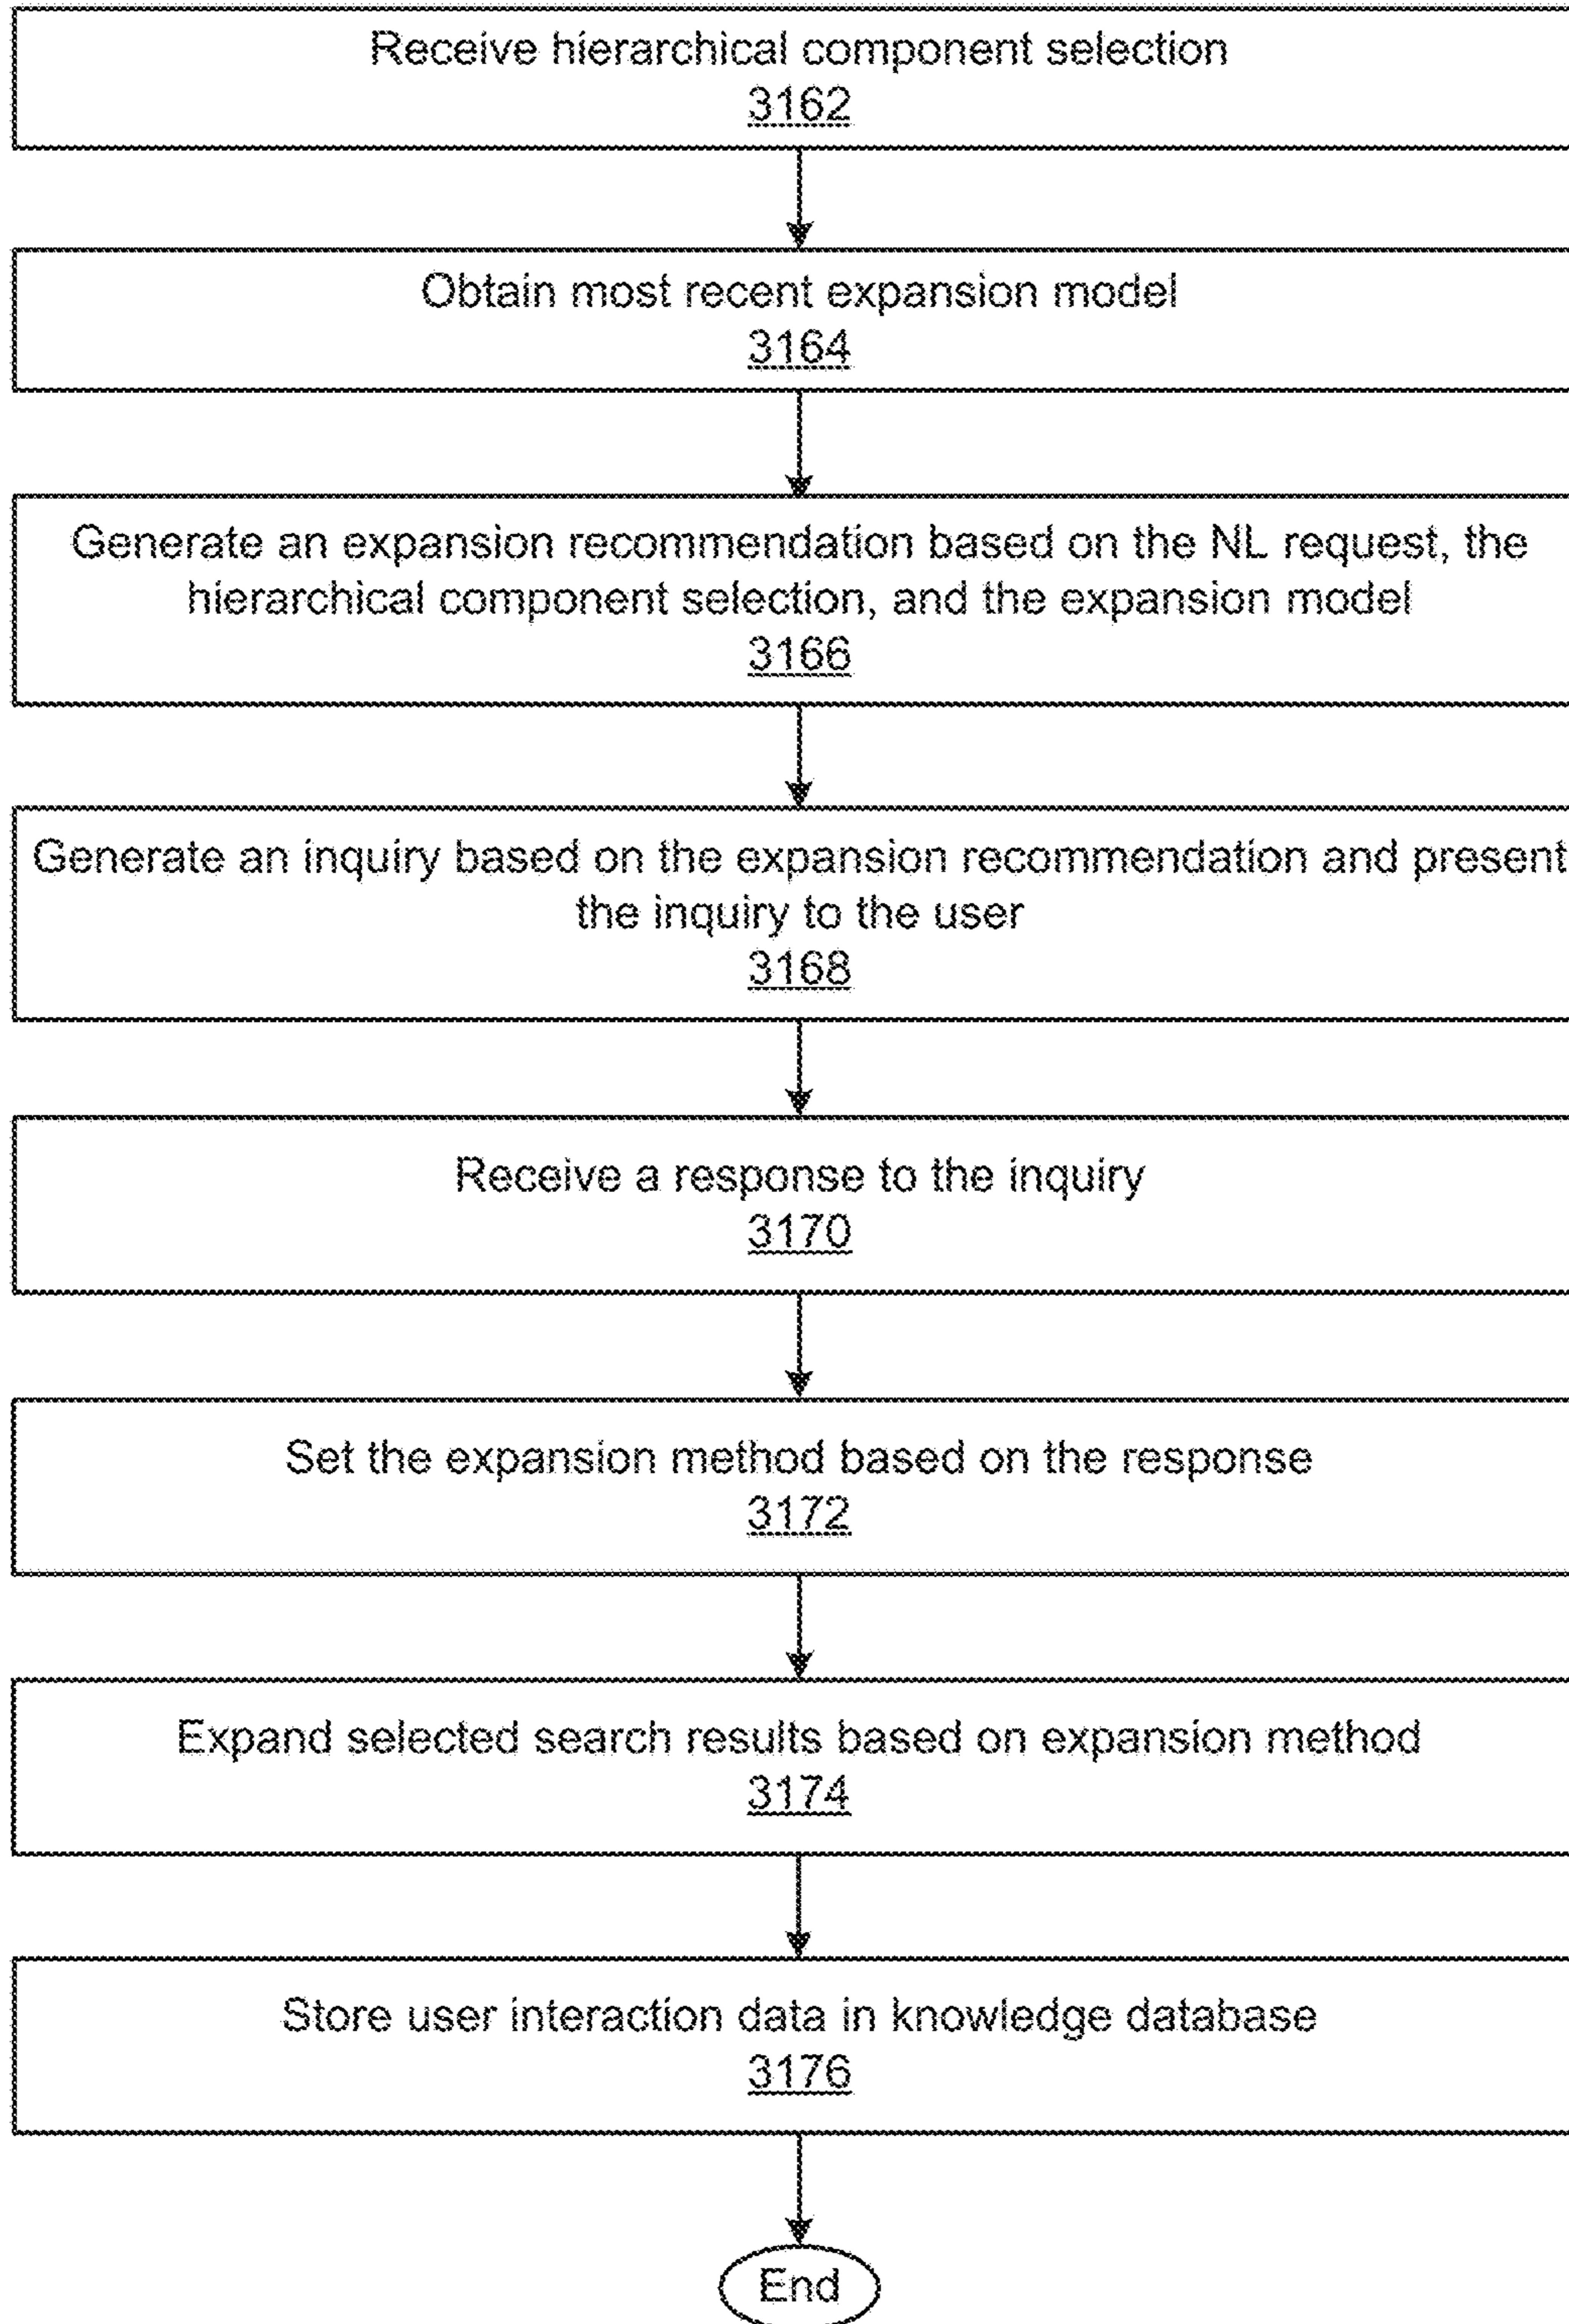 Receive hierarchical component selection
3162
Obtain most recent expansion model
3164
Generate an expansion recommendation based on the NL request, the
hierarchical component selection, and the expansion model
3166
Generate an inquiry based on the expansion recommendation and present
the inquiry to the user
3168
Receive a response to the inquiry
3170
Set the expansion method based on the response
3172
Expand selected search results based on expansion method
3174
Store user interaction data in knowledge database
3176
End